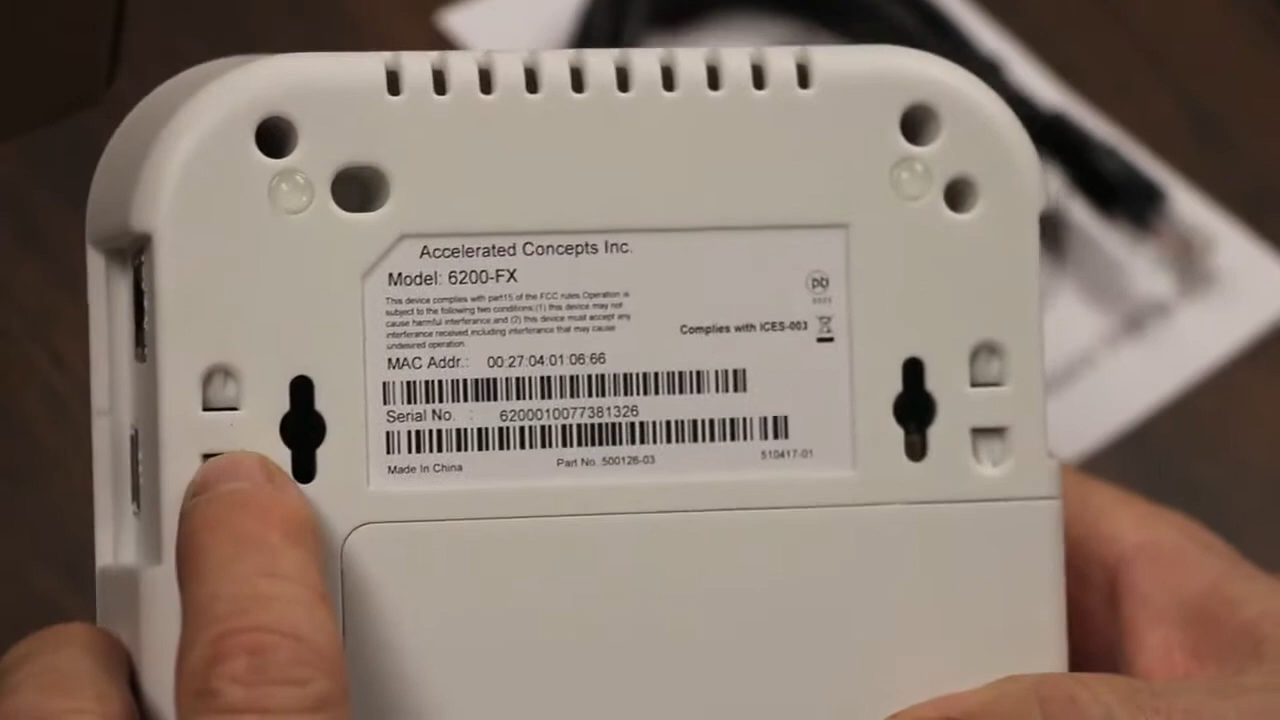 Accelerated Concepts Inc.
Model: 6200-FX
This device complies with part15 of the FCC rules Operation is
subject to the following two conditions:(1) this device may not
cause harmful interference,and (2) this device must accept any
interference received,including interference that may cause
undesired operation.
pb
Complies with ICES-003
MAC Addr.: 00:27:04:01:06:66
Serial No. : 6200010077381326
Made In China
Part No. 500126-03
510417-01